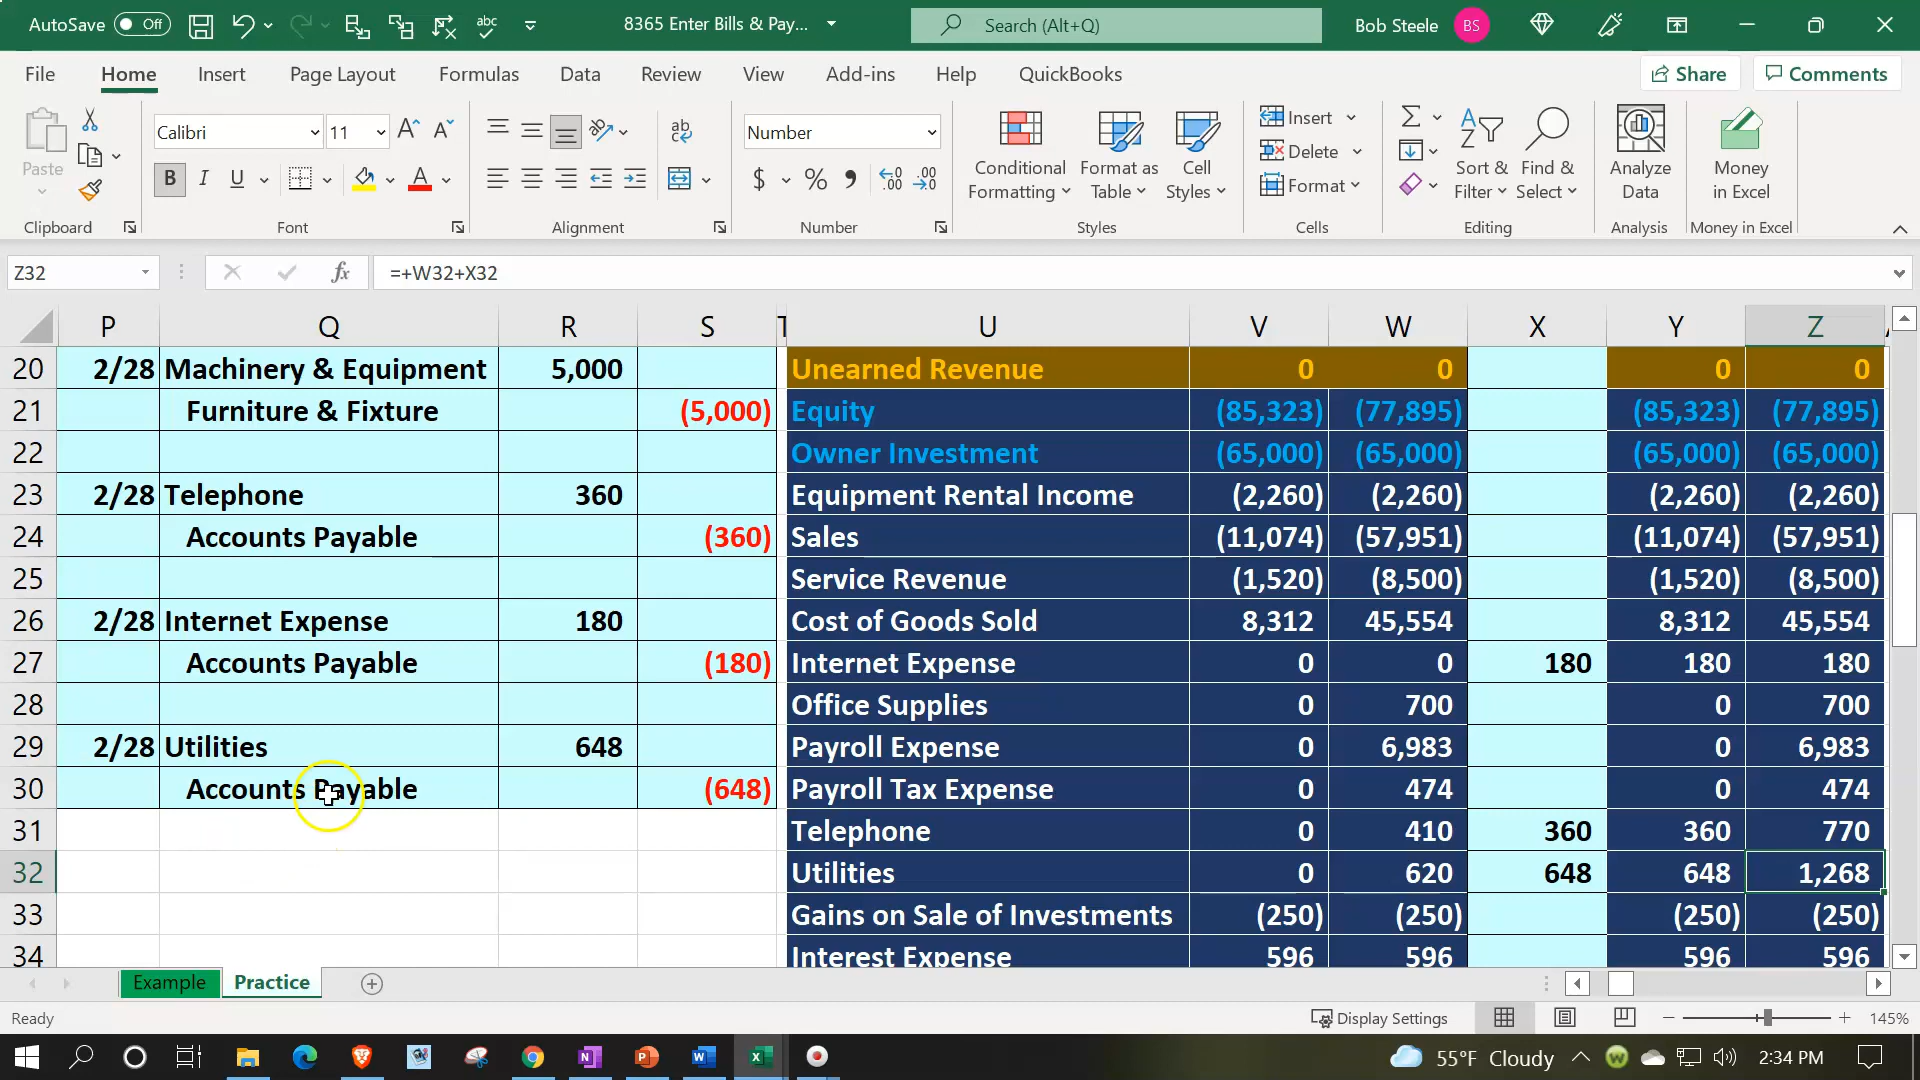 AutoSave Off 8365 Enter Bills & Pay... Search (Alt+Q) Bob Steele BS
File Home Insert Page Layout Formulas Data Review View Add-ins Help QuickBooks Share Comments
Paste Calibri 11 Number Conditional Formatting Format as Table Cell Styles Insert Delete Format Sort & Filter Find & Select Analyze Data Money in Excel
Clipboard Font Alignment Number Styles Cells Editing Analysis Money in Excel
Z32 fx =+W32+X32
P Q R S T U V W X Y Z
20 2/28 Machinery & Equipment 5,000 Unearned Revenue 0 0 0 0
21 Furniture & Fixture (5,000) Equity (85,323) (77,895) (85,323) (77,895)
22 Owner Investment (65,000) (65,000) (65,000) (65,000)
23 2/28 Telephone 360 Equipment Rental Income (2,260) (2,260) (2,260) (2,260)
24 Accounts Payable (360) Sales (11,074) (57,951) (11,074) (57,951)
25 Service Revenue (1,520) (8,500) (1,520) (8,500)
26 2/28 Internet Expense 180 Cost of Goods Sold 8,312 45,554 8,312 45,554
27 Accounts Payable (180) Internet Expense 0 0 180 180 180
28 Office Supplies 0 700 0 700
29 2/28 Utilities 648 Payroll Expense 0 6,983 0 6,983
30 Accounts Payable (648) Payroll Tax Expense 0 474 0 474
31 Telephone 0 410 360 360 770
32 Utilities 0 620 648 648 1,268
33 Gains on Sale of Investments (250) (250) (250) (250)
34 Interest Expense 596 596 596 596
Example Practice
Ready Display Settings 145%
55°F Cloudy 2:34 PM